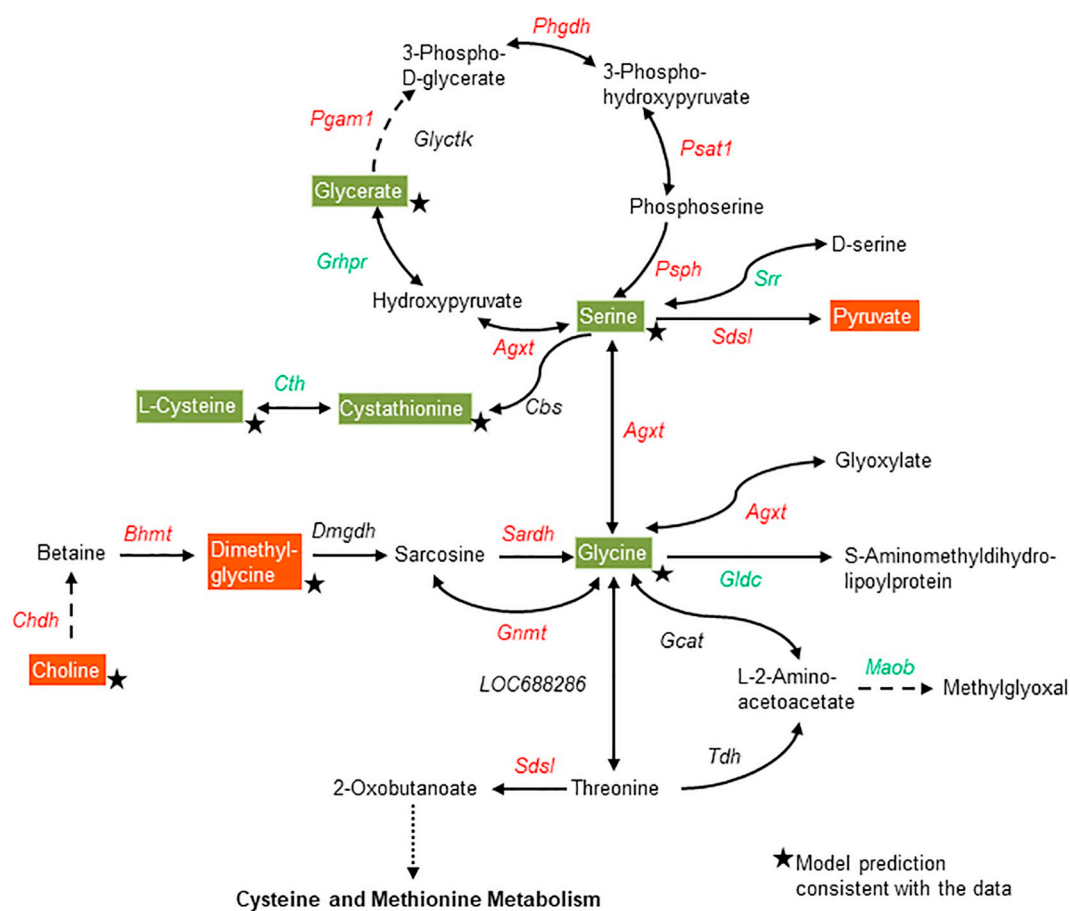 Phgdh
3-Phospho-
D-glycerate
3-Phospho-
hydroxypyruvate
Pgam1
Glyctk
Psat1
Glycerate
Phosphoserine
D-serine
Grhpr
Psph
Srr
Hydroxypyruvate
Serine
Pyruvate
Agxt
Sdsl
Cth
L-Cysteine
Cystathionine
Cbs
Agxt
Glyoxylate
Agxt
Bhmt
Dmgdh
Sardh
Betaine
Dimethyl-
glycine
Sarcosine
Glycine
S-Aminomethyldihydro-
lipoylprotein
Gldc
Chdh
Gnmt
Gcat
Choline
LOC688286
L-2-Amino-
acetoacetate
Maob
Methylglyoxal
Tdh
Sdsl
2-Oxobutanoate
Threonine
Model prediction
consistent with the data
Cysteine and Methionine Metabolism